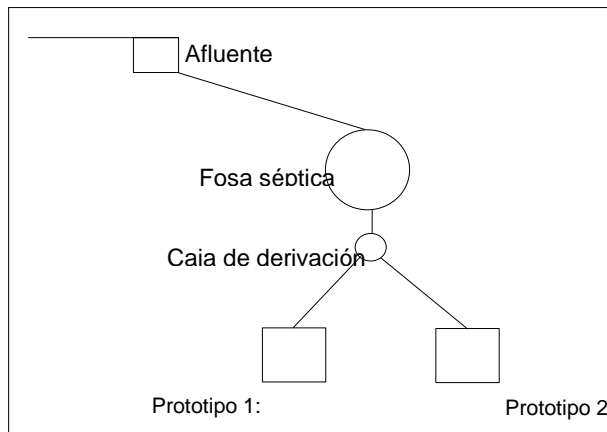 Afluente
Fosa séptica
Caja de derivación
Prototipo 1:
Prototipo 2